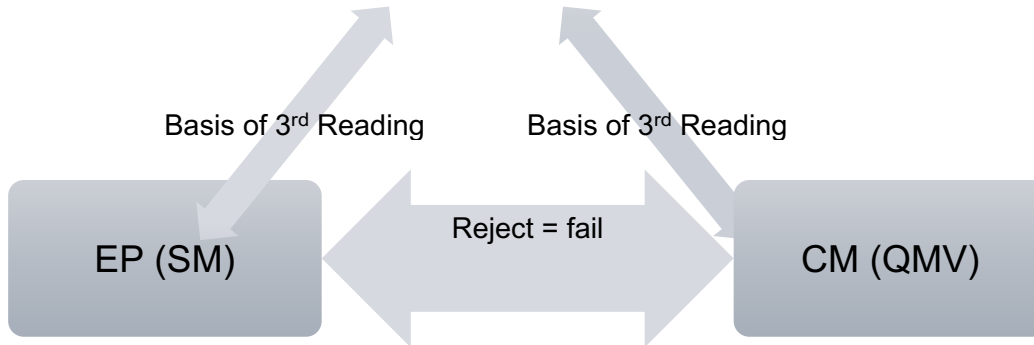 Basis of 3rd Reading
Basis of 3rd Reading
Reject = fail
EP (SM)
CM (QMV)